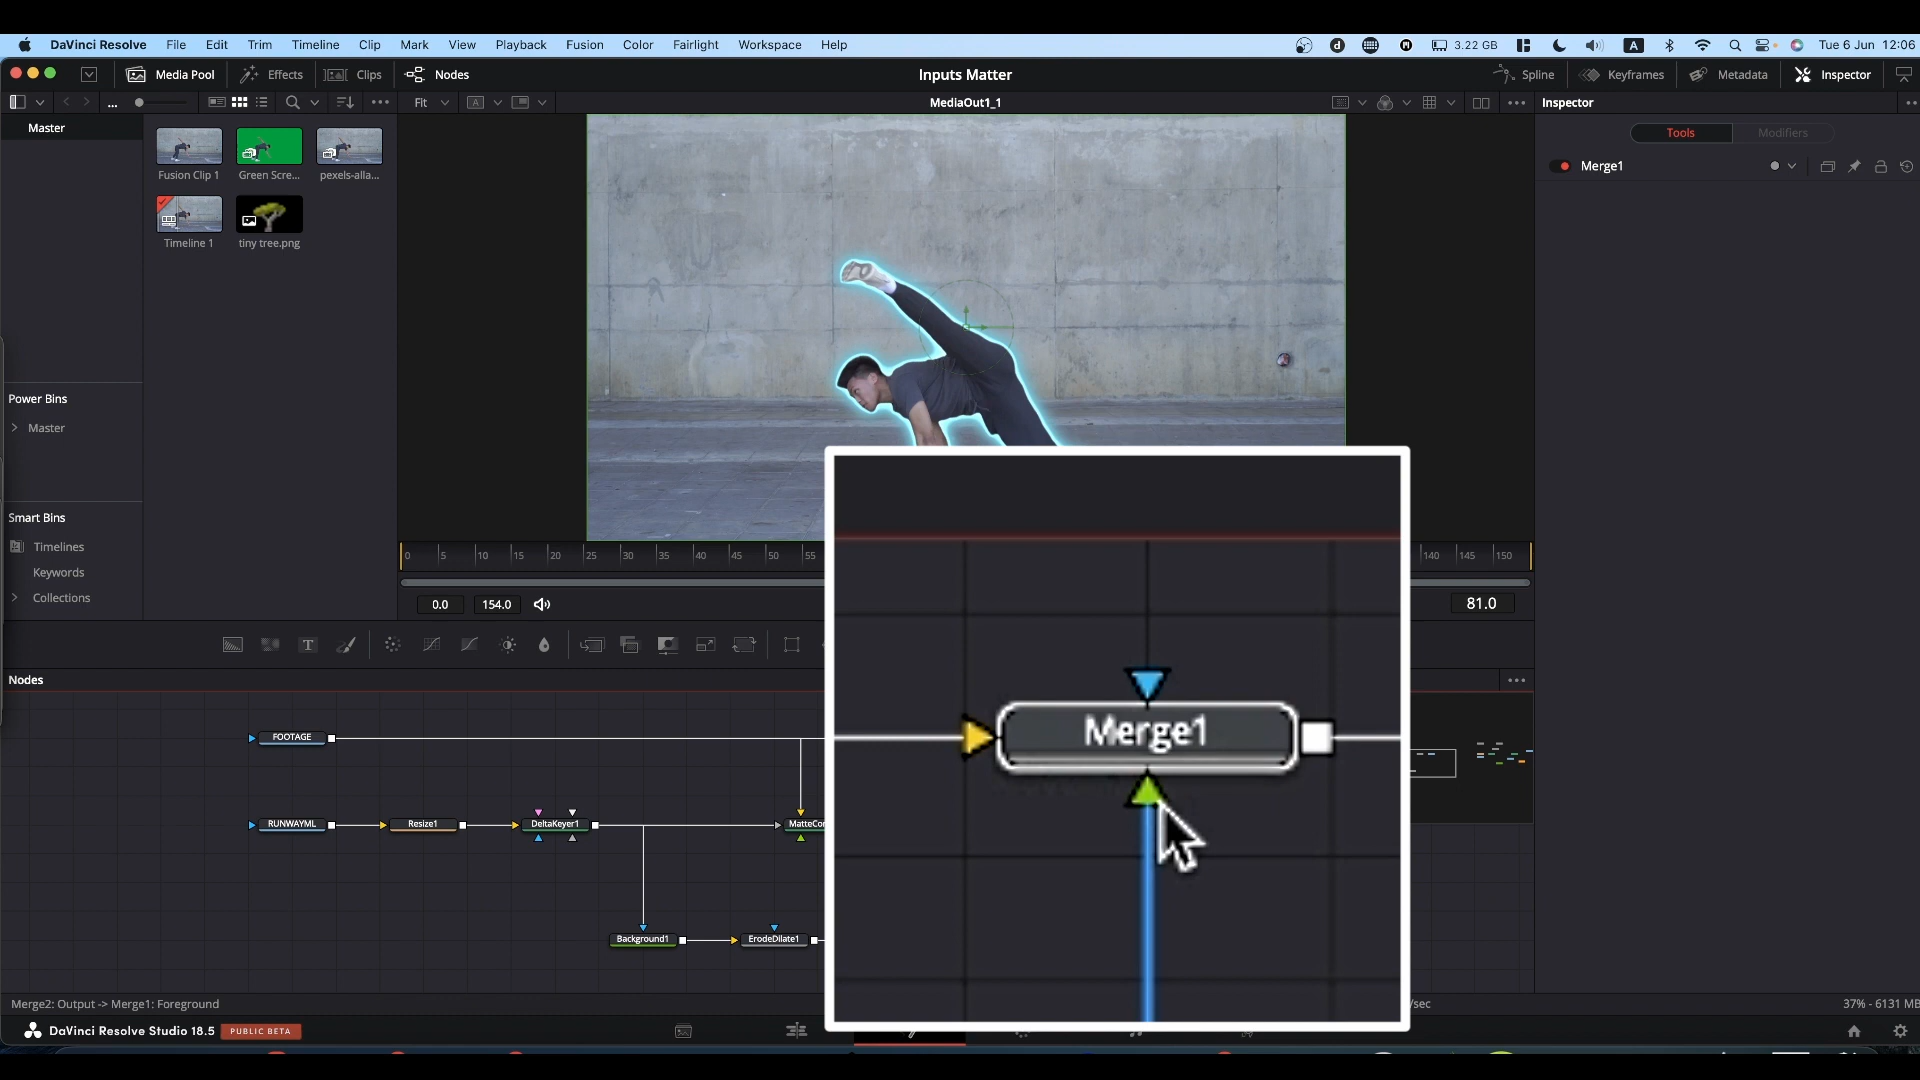 DaVinci Resolve File Edit Trim Timeline Clip Mark View Playback Fusion Color Fairlight Workspace Help 3.22 GB A Tue 6 Jun 12:06
Media Pool Effects Clips Nodes Inputs Matter Spline Keyframes Metadata Inspector
... Fit MediaOut1_1 Inspector
Master
Tools Modifiers
Merge1
Fusion Clip 1 Green Scre... pexels-alla...
Timeline 1 tiny tree.png
Power Bins
Master
Smart Bins
Timelines
Keywords
Collections
0 5 10 15 20 25 30 35 40 45 50 55 140 145 150
0.0 154.0 81.0
T
Nodes
Merge1
FOOTAGE
RUNWAYML Resize1 DeltaKeyer1 MatteCon
Background1 ErodeDilate1
Merge2: Output -> Merge1: Foreground /sec 37% - 6131 MB
DaVinci Resolve Studio 18.5 PUBLIC BETA